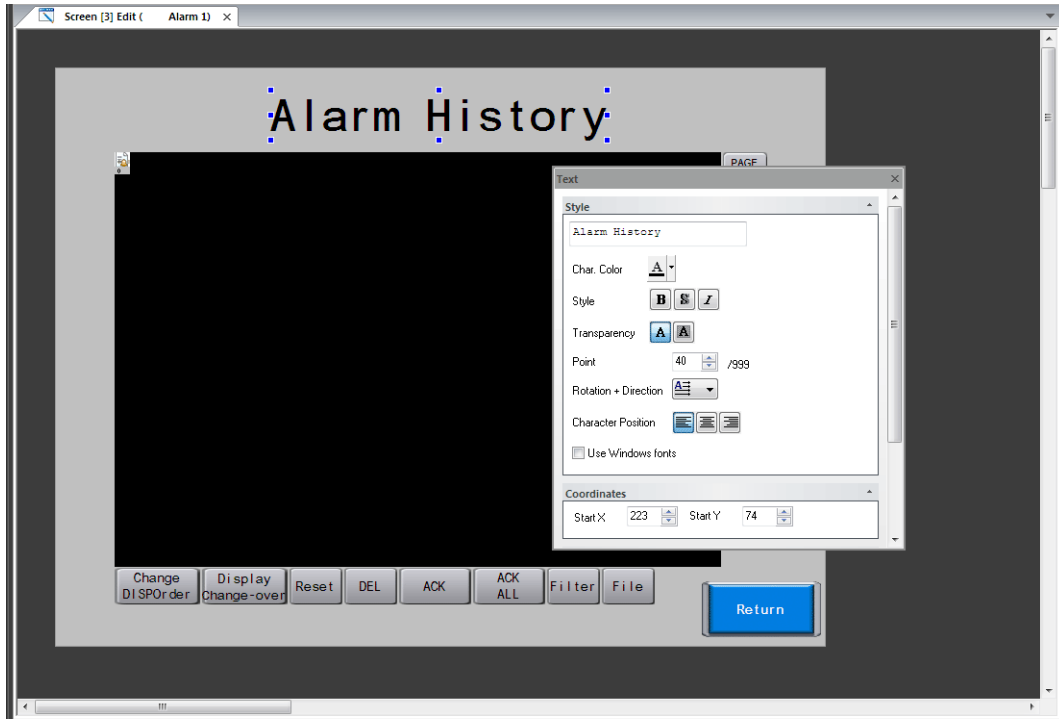 Screen [3] Edit ( Alarm 1) ×
Alarm History
PAGE
Text
Style
Alarm History
Char. Color A
Style B S I
Transparency A A
Point 40 /999
Rotation + Direction A
Character Position
Use Windows fonts
Coordinates
Start X 223 Start Y 74
Change
DISPOrder
Display
Change-over
Reset
DEL
ACK
ACK
ALL
Filter
File
Return